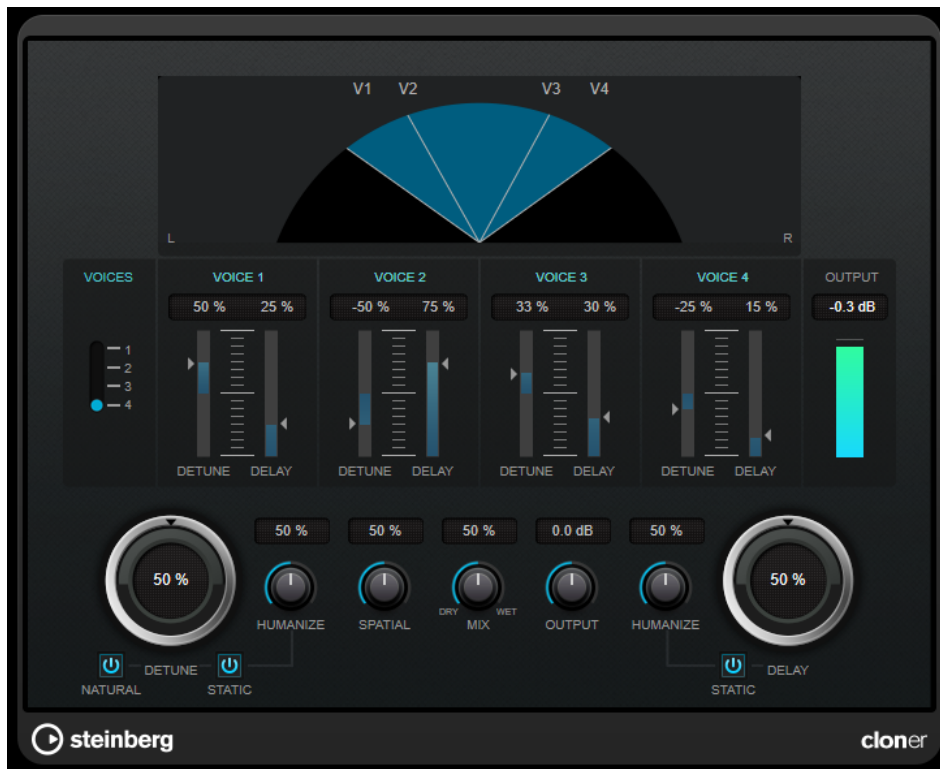 V1 V2 V3 V4
L R
VOICES VOICE 1 VOICE 2 VOICE 3 VOICE 4 OUTPUT
50 % 25 % -50 % 75 % 33 % 30 % -25 % 15 % -0.3 dB
1
2
3
4
DETUNE DELAY DETUNE DELAY DETUNE DELAY DETUNE DELAY
50 % 50 % 50 % 0.0 dB 50 %
50 % 50 %
DRY WET
HUMANIZE SPATIAL MIX OUTPUT HUMANIZE
DETUNE DELAY
NATURAL STATIC STATIC
steinberg cloner